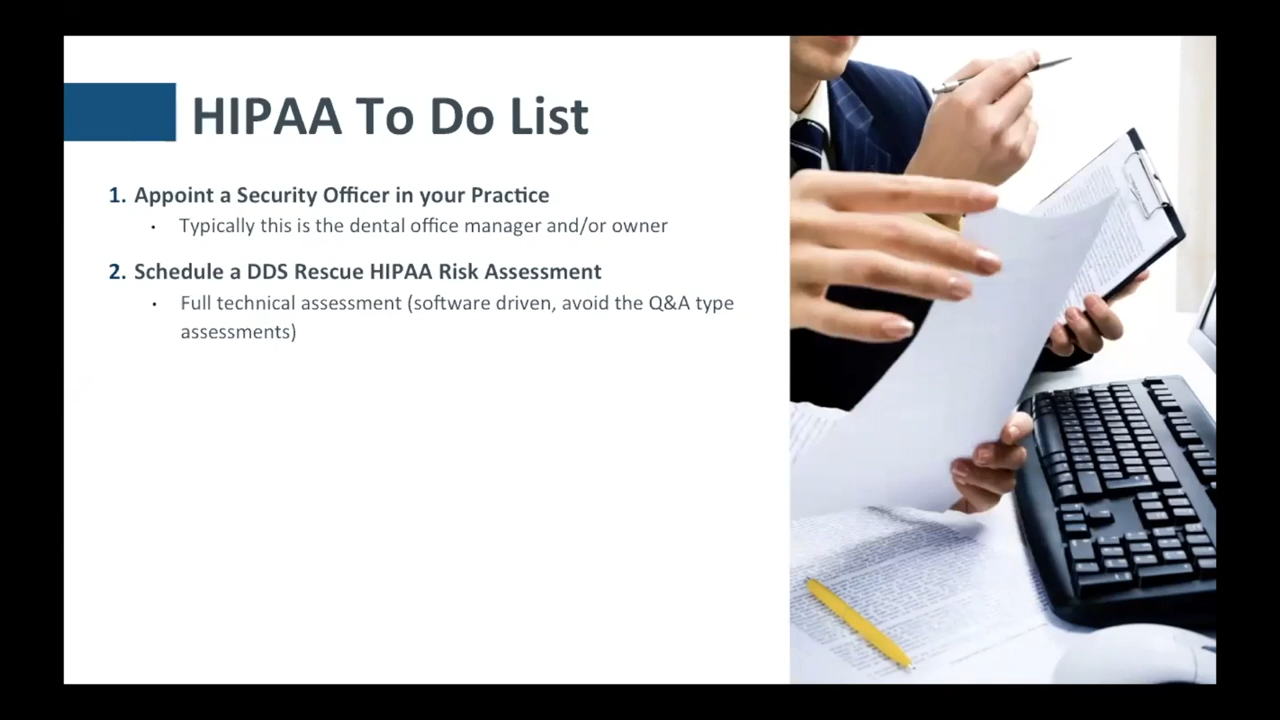 HIPAA To Do List
1. Appoint a Security Officer in your Practice
• Typically this is the dental office manager and/or owner
2. Schedule a DDS Rescue HIPAA Risk Assessment
• Full technical assessment (software driven, avoid the Q&A type
assessments)